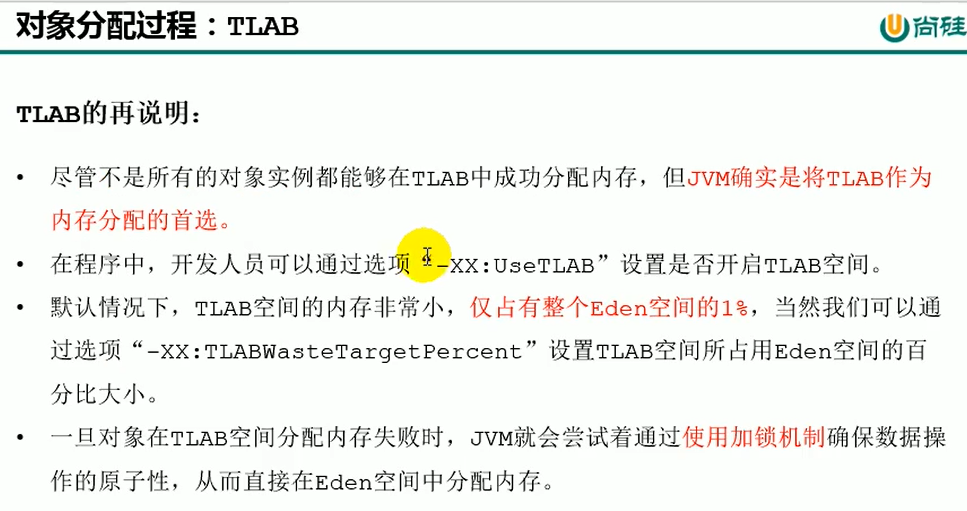 对象分配过程：TLAB
尚硅
TLAB的再说明：
• 尽管不是所有的对象实例都能够在TLAB中成功分配内存，但JVM确实是将TLAB作为
内存分配的首选。
• 在程序中，开发人员可以通过选项“-XX:UseTLAB”设置是否开启TLAB空间。
• 默认情况下，TLAB空间的内存非常小，仅占有整个Eden空间的1%，当然我们可以通
过选项“-XX:TLABWasteTargetPercent”设置TLAB空间所占用Eden空间的百
分比大小。
• 一旦对象在TLAB空间分配内存失败时，JVM就会尝试着通过使用加锁机制确保数据操
作的原子性，从而直接在Eden空间中分配内存。